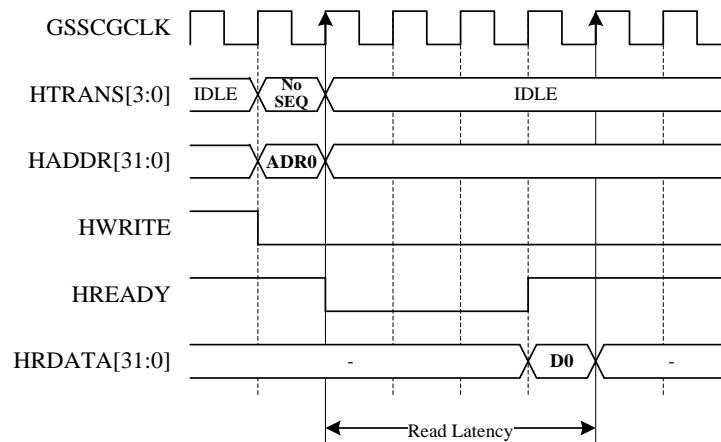 GSSCGCLK
HTRANS[3:0]
IDLE
No
SEQ
IDLE
HADDR[31:0]
ADR0
HWRITE
HREADY
HRDATA[31:0]
-
D0
-
Read Latency